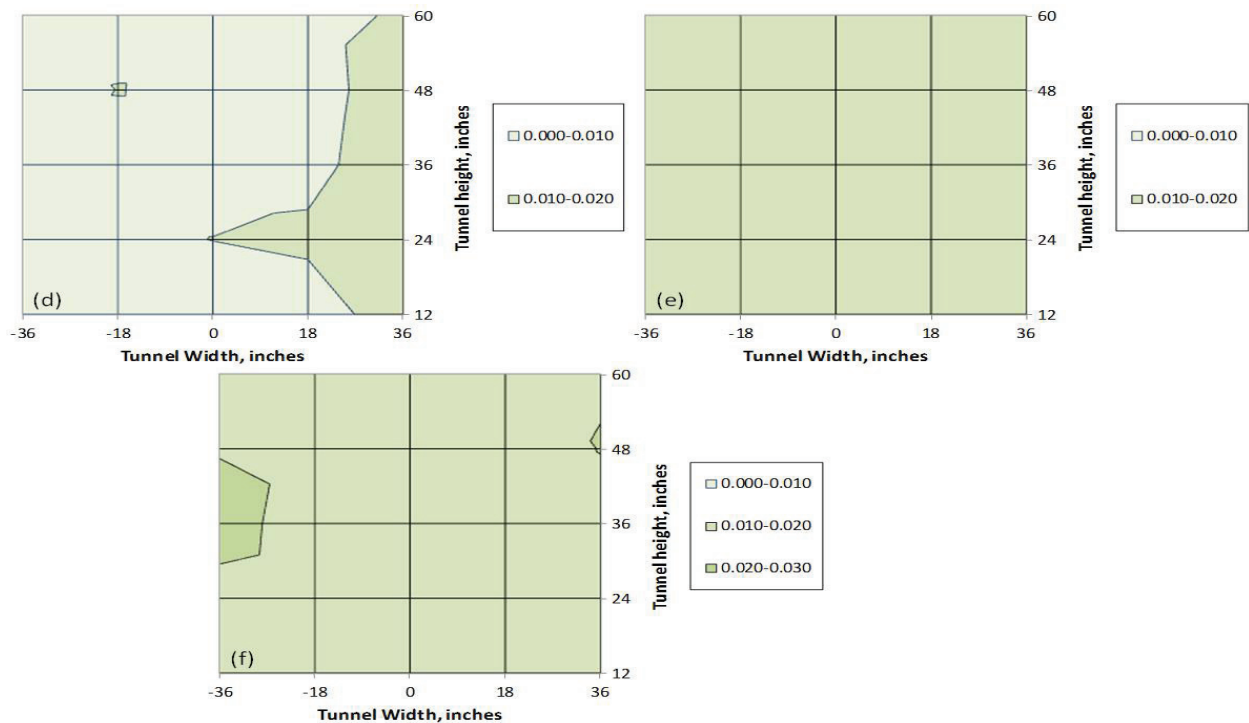 60
48
36
24
12
Tunnel height, inches
0.000-0.010
0.010-0.020
(d)
-36 -18 0 18 36
Tunnel Width, inches
60
48
36
24
12
Tunnel height, inches
0.000-0.010
0.010-0.020
(e)
-36 -18 0 18 36
Tunnel Width, inches
60
48
36
24
12
Tunnel height, inches
0.000-0.010
0.010-0.020
0.020-0.030
(f)
-36 -18 0 18 36
Tunnel Width, inches